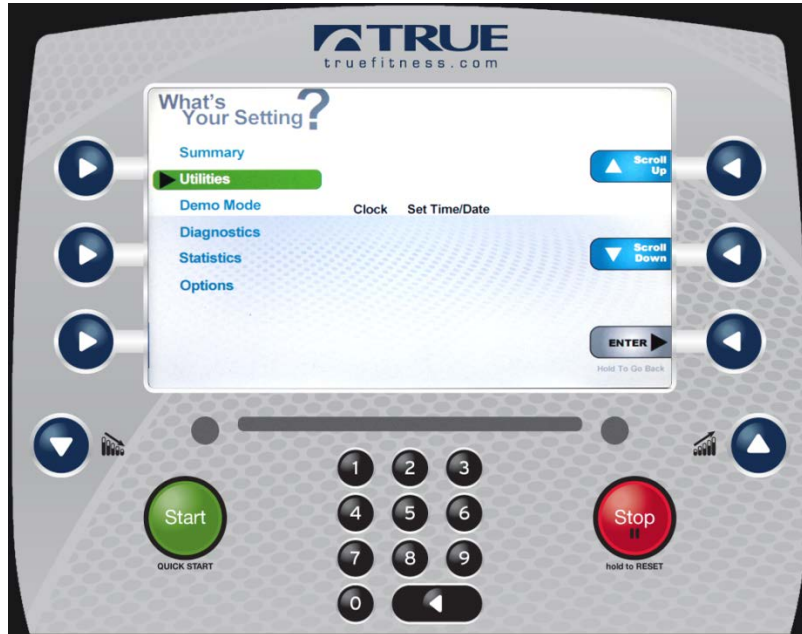 TRUE
truefitness.com
What's
Your Setting?
Summary
Utilities
Demo Mode
Diagnostics
Statistics
Options
Clock Set Time/Date
Scroll
Up
Scroll
Down
ENTER
Hold To Go Back
1 2 3
4 5 6
7 8 9
0
Start
QUICK START
Stop
hold to RESET